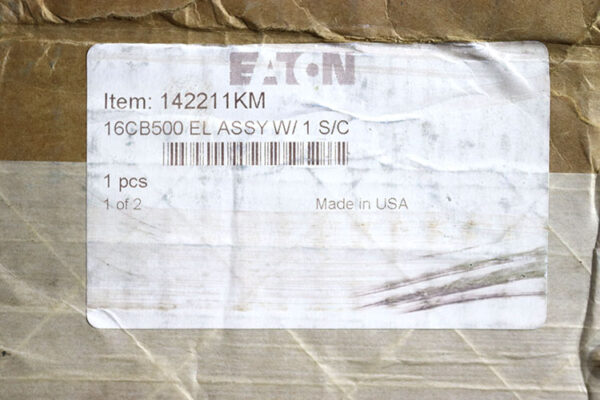 EATON
Item: 142211KM
16CB500 EL ASSY W/ 1 S/C
1 pcs
1 of 2
Made in USA